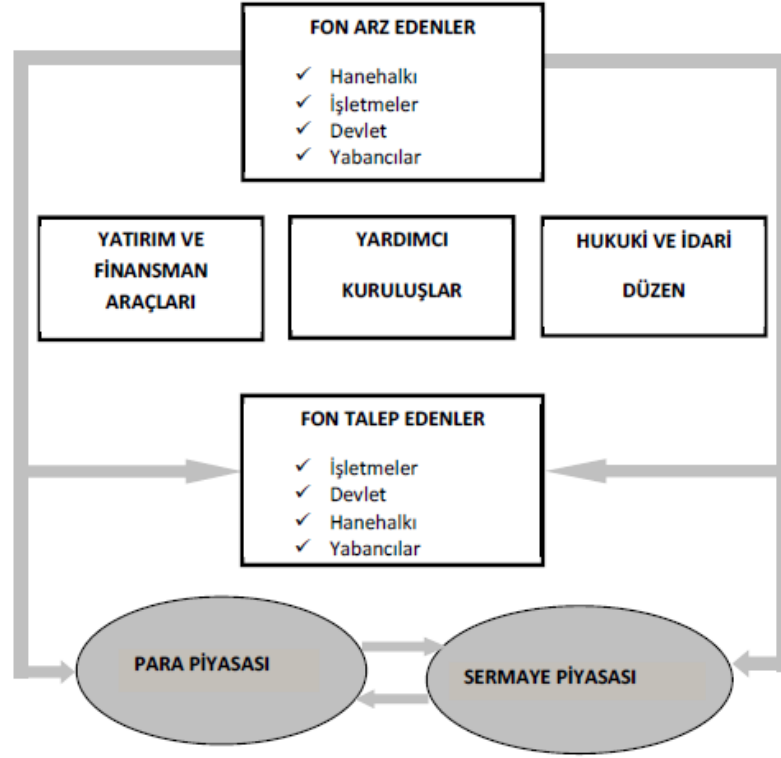 FON ARZ EDENLER
✓ Hanehalkı
✓ İşletmeler
✓ Devlet
✓ Yabancılar
YATIRIM VE
FİNANSMAN
ARAÇLARI
YARDIMCI
KURULUŞLAR
HUKUKİ VE İDARİ
DÜZEN
FON TALEP EDENLER
✓ İşletmeler
✓ Devlet
✓ Hanehalkı
✓ Yabancılar
PARA PİYASASI
SERMAYE PİYASASI